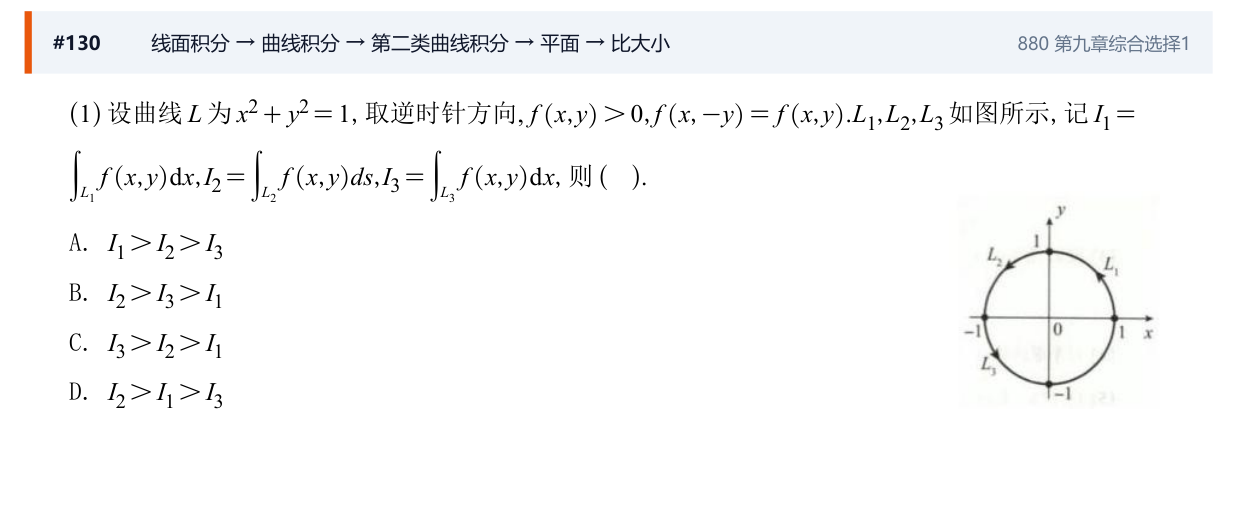 #130 线面积分 → 曲线积分 → 第二类曲线积分 → 平面 → 比大小 880 第九章综合选择1
(1) 设曲线 L 为 x² + y² = 1, 取逆时针方向, f(x,y) > 0, f(x, −y) = f(x,y). L₁, L₂, L₃ 如图所示, 记 I₁ =
∫_{L₁} f(x,y)dx, I₂ = ∫_{L₂} f(x,y)ds, I₃ = ∫_{L₃} f(x,y)dx, 则 ( ).
A. I₁ > I₂ > I₃
B. I₂ > I₃ > I₁
C. I₃ > I₂ > I₁
D. I₂ > I₁ > I₃
y
1
L₂
L₁
−1
0
1
x
L₃
−1